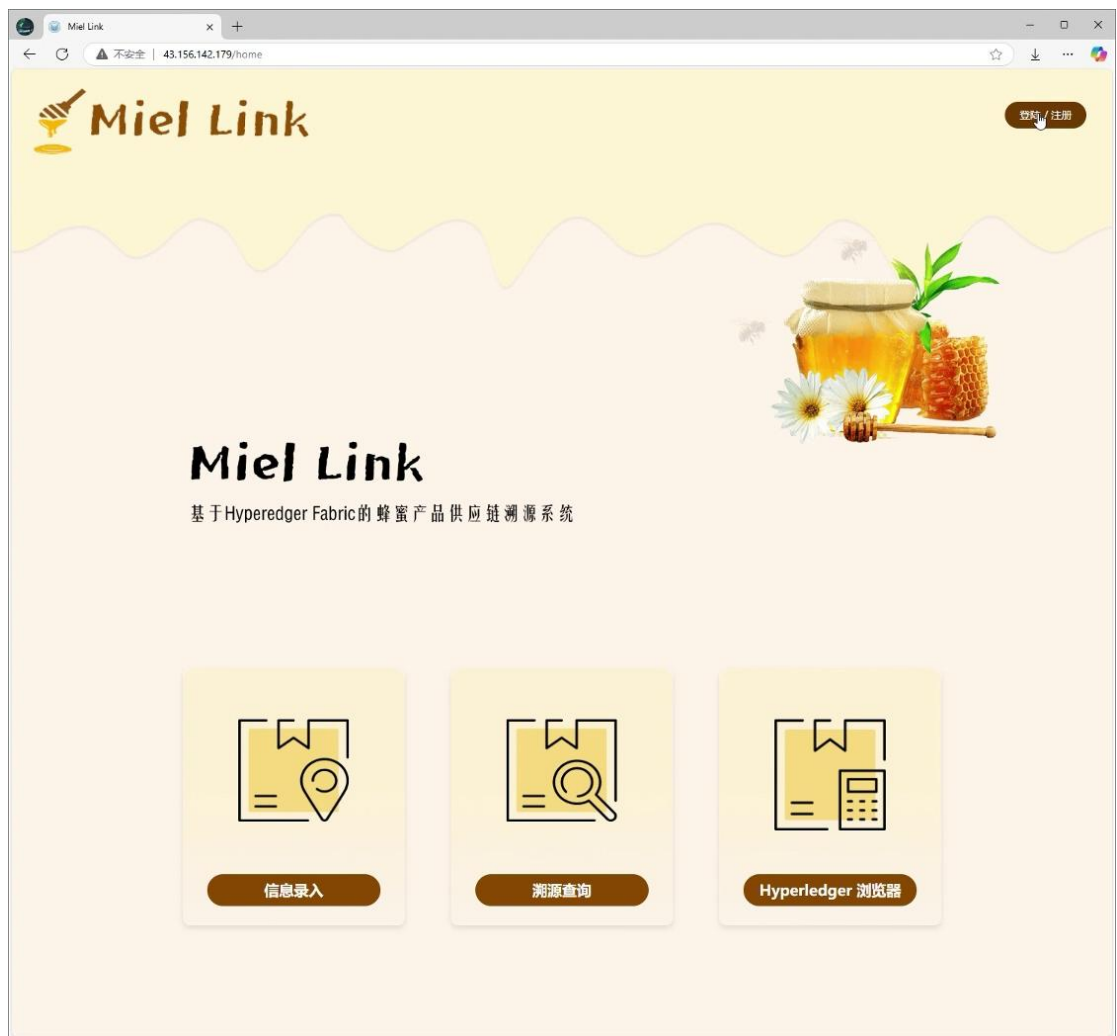 Miel Link
不安全 | 43.156.142.179/home
Miel Link
登陆 / 注册
Miel Link
基于Hyperedger Fabric的蜂蜜产品供应链溯源系统
信息录入
溯源查询
Hyperledger 浏览器